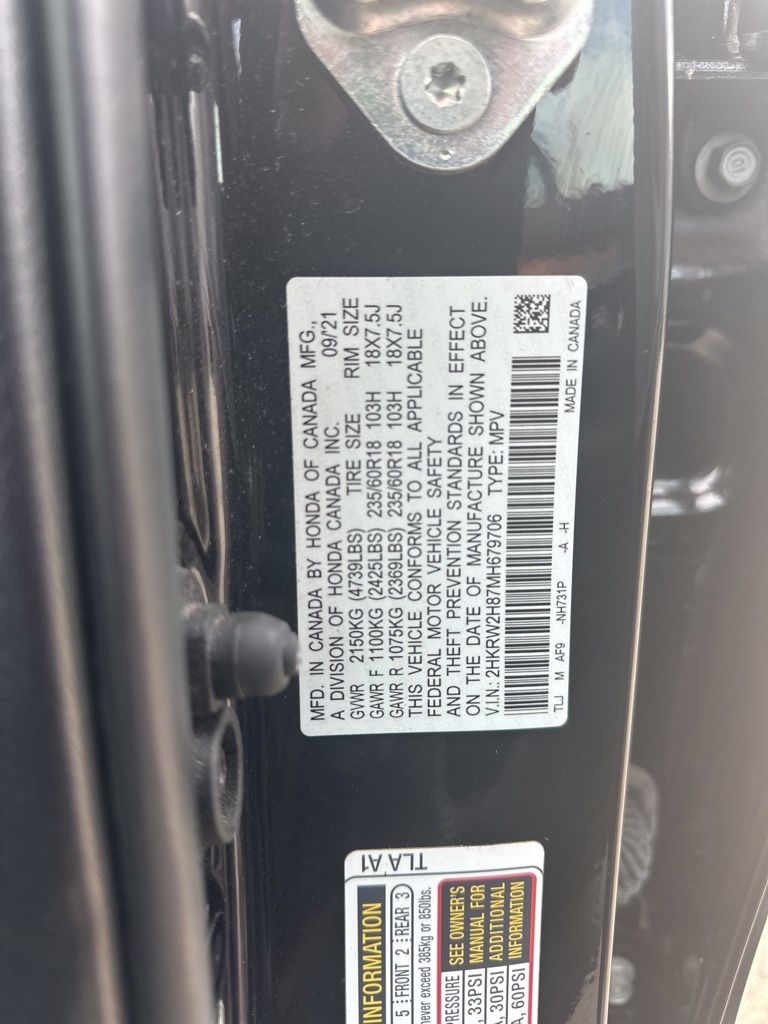 MFD. IN CANADA BY HONDA OF CANADA MFG.,
A DIVISION OF HONDA CANADA INC. 09/'21
GVWR 2150KG (4739LBS) TIRE SIZE RIM SIZE
GAWR F 1100KG (2425LBS) 235/60R18 103H 18X7.5J
GAWR R 1075KG (2369LBS) 235/60R18 103H 18X7.5J
THIS VEHICLE CONFORMS TO ALL APPLICABLE
FEDERAL MOTOR VEHICLE SAFETY
AND THEFT PREVENTION STANDARDS IN EFFECT
ON THE DATE OF MANUFACTURE SHOWN ABOVE.
V.I.N.: 2HKRW2H87MH679706 TYPE: MPV
TLJ M AF9 -NH731P -A -H MADE IN CANADA
TLA A1
INFORMATION
5 FRONT 2 REAR 3
never exceed 385kg or 850lbs.
PRESSURE SEE OWNER'S
, 33PSI MANUAL FOR
, 30PSI ADDITIONAL
, 60PSI INFORMATION